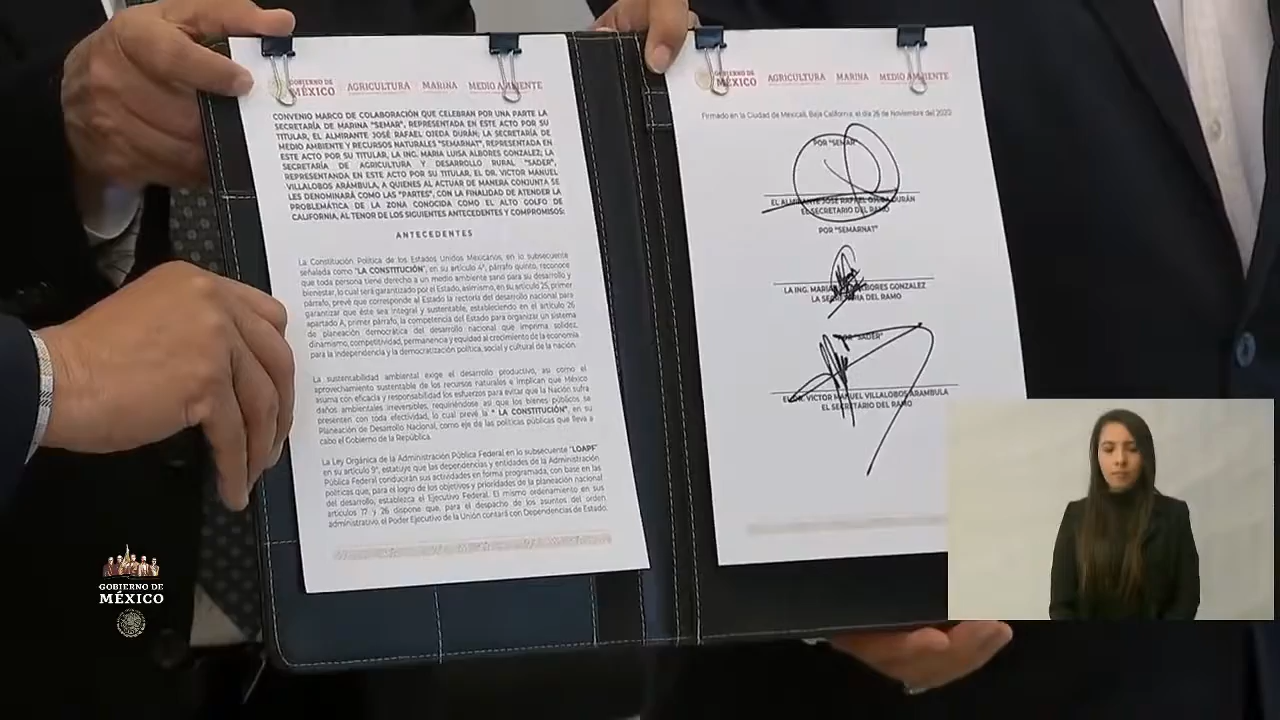 GOBIERNO DE
MÉXICO
AGRICULTURA
MARINA
MEDIO AMBIENTE
CONVENIO MARCO DE COLABORACIÓN QUE CELEBRAN POR UNA PARTE LA
SECRETARÍA DE MARINA "SEMAR", REPRESENTADA EN ESTE ACTO POR SU
TITULAR, EL ALMIRANTE JOSÉ RAFAEL OJEDA DURÁN; LA SECRETARÍA DE
MEDIO AMBIENTE Y RECURSOS NATURALES "SEMARNAT", REPRESENTADA EN
ESTE ACTO POR SU TITULAR, LA ING. MARIA LUISA ALBORES GONZALEZ; LA
SECRETARÍA DE AGRICULTURA Y DESARROLLO RURAL "SADER",
REPRESENTANDA EN ESTE ACTO POR SU TITULAR, EL DR. VICTOR MANUEL
VILLALOBOS ARÁMBULA, A QUIENES AL ACTUAR DE MANERA CONJUNTA SE
LES DENOMINARÁ COMO LAS "PARTES", CON LA FINALIDAD DE ATENDER LA
PROBLEMÁTICA DE LA ZONA CONOCIDA COMO EL ALTO GOLFO DE
CALIFORNIA, AL TENOR DE LOS SIGUIENTES ANTECEDENTES Y COMPROMISOS:
ANTECEDENTES
La Constitución Política de los Estados Unidos Mexicanos, en lo subsecuente
señalada como "LA CONSTITUCIÓN", en su artículo 4º, párrafo quinto, reconoce
que toda persona tiene derecho a un medio ambiente sano para su desarrollo y
bienestar, lo cual será garantizado por el Estado, asimismo, en su artículo 25, primer
párrafo, prevé que corresponde al Estado la rectoría del desarrollo nacional para
garantizar que éste sea integral y sustentable, estableciendo en el artículo 26
apartado A, primer párrafo, la competencia del Estado para organizar un sistema
de planeación democrática del desarrollo nacional que imprima solidez,
dinamismo, competitividad, permanencia y equidad al crecimiento de la economía
para la independencia y la democratización política, social y cultural de la nación.
La sustentabilidad ambiental exige el desarrollo productivo, así como el
aprovechamiento sustentable de los recursos naturales e implican que México
asuma con eficacia y responsabilidad los esfuerzos para evitar que la Nación sufra
daños ambientales irreversibles, requiriéndose así que los bienes públicos se
presenten con toda efectividad, lo cual prevé la " LA CONSTITUCIÓN", en su
Planeación de Desarrollo Nacional, como eje de las políticas públicas que lleva a
cabo el Gobierno de la República.
La Ley Orgánica de la Administración Pública Federal en lo subsecuente "LOAPF"
en su artículo 9º, estatuye que las dependencias y entidades de la Administración
Pública Federal conducirán sus actividades en forma programada, con base en las
políticas que, para el logro de los objetivos y prioridades de la planeación nacional
del desarrollo, establezca el Ejecutivo Federal. El mismo ordenamiento en sus
artículos 17 y 26 dispone que, para el despacho de los asuntos del orden
administrativo, el Poder Ejecutivo de la Unión contará con Dependencias de Estado.
GOBIERNO DE
MÉXICO
AGRICULTURA
MARINA
MEDIO AMBIENTE
Firmado en la Ciudad de Mexicali, Baja California, el día 26 de Noviembre del 2020
POR "SEMAR"
EL ALMIRANTE JOSÉ RAFAEL OJEDA DURÁN
EL SECRETARIO DEL RAMO
POR "SEMARNAT"
LA ING. MARIA ALBORES GONZALEZ
LA SECRETARIA DEL RAMO
POR "SADER"
EL DR. VICTOR MANUEL VILLALOBOS ARAMBULA
EL SECRETARIO DEL RAMO
GOBIERNO DE
MÉXICO